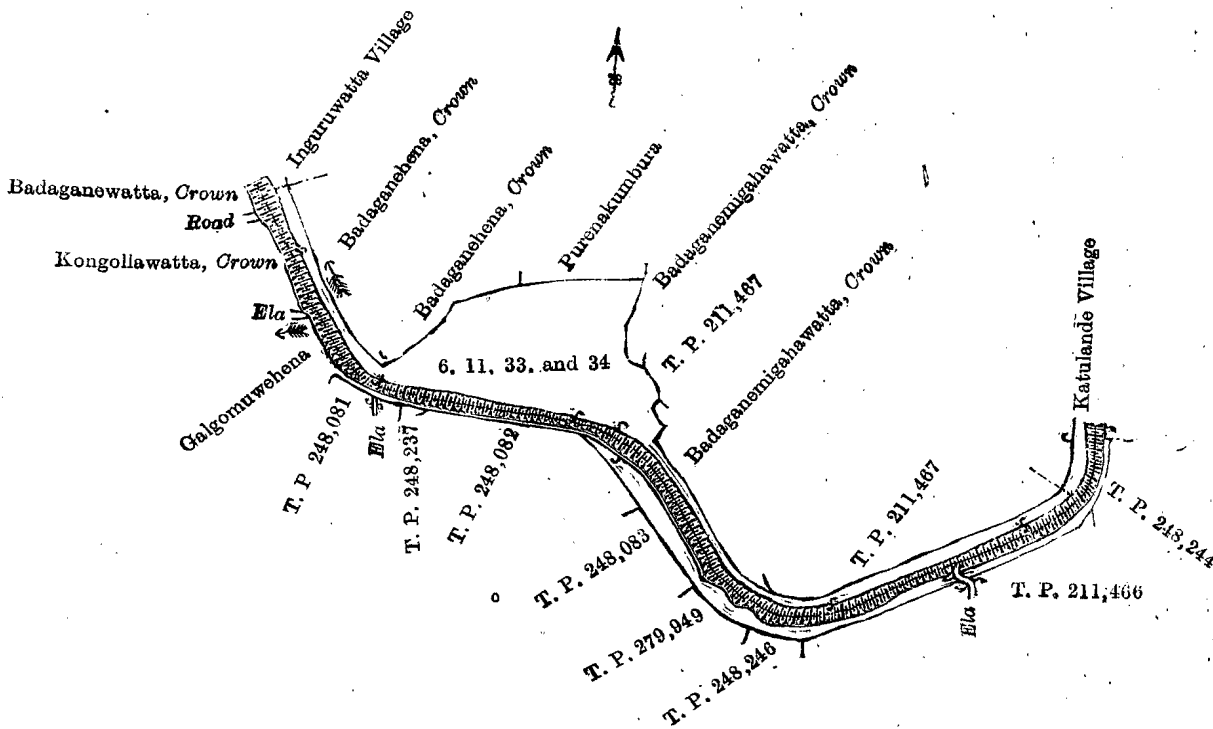 Inguruwatta Village
Badaganehena, Crown
Badaganehena, Crown
Purenakumbura
Badaganemigahawatta, Crown
T. P. 211,467
Badaganemigahawatta, Crown
Katulande Village
Badaganewatta, Crown
Road
Kongollawatta, Crown
Ela
Galgomuwehena
6. 11. 33. and 34
T. P. 248,081
Ela
T. P. 248,237
T. P. 248,082
T. P. 248,083
T. P. 279,949
T. P. 248,246
T. P. 211,467
Ela
T. P. 211,466
T. P. 248,244